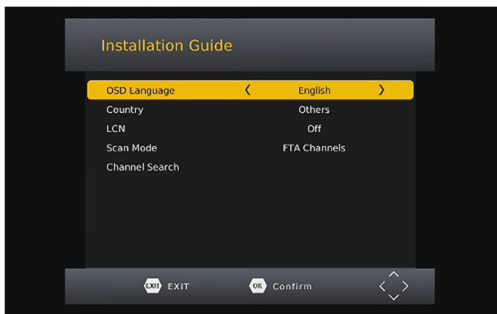 Installation Guide
OSD Language English
Country Others
LCN Off
Scan Mode FTA Channels
Channel Search
EXIT EXIT OK Confirm